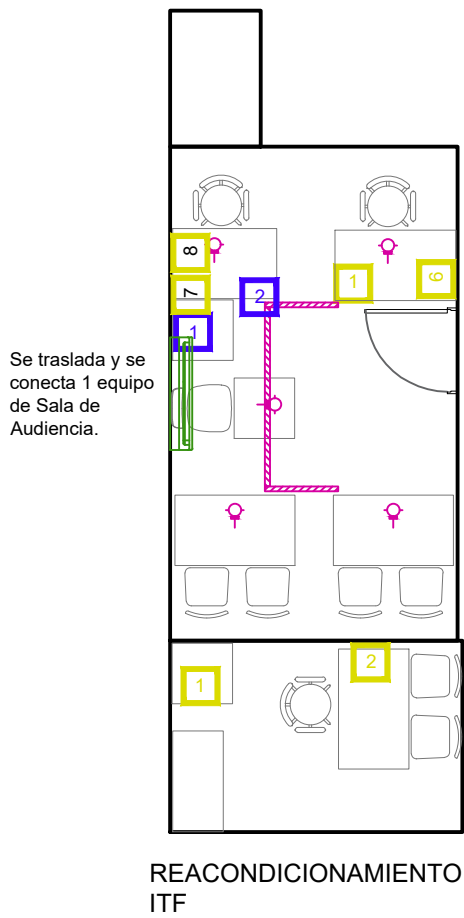 8
7
2
1
6
1
Se traslada y se
conecta 1 equipo
de Sala de
Audiencia.
1
2
REACONDICIONAMIENTO
ITF